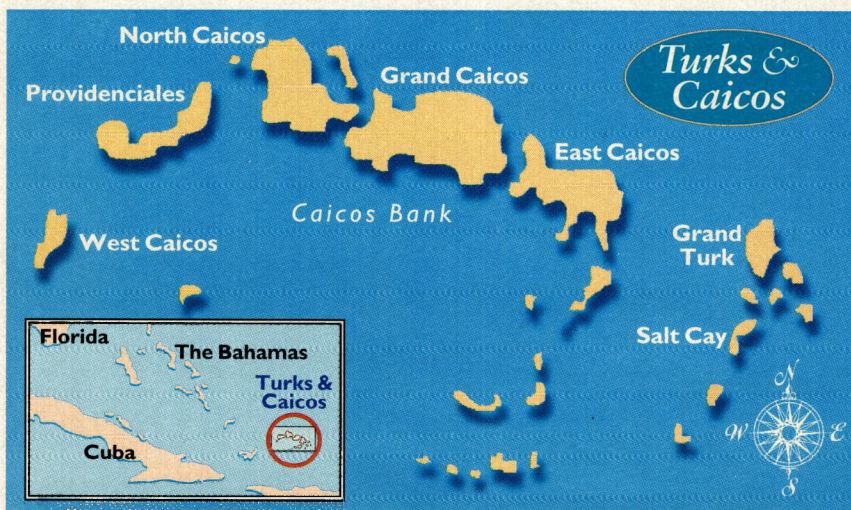 North Caicos
Turks &
Caicos
Grand Caicos
Providenciales
East Caicos
Caicos Bank
West Caicos
Grand
Turk
Salt Cay
Florida
The Bahamas
Turks &
Caicos
Cuba
N
W E
S